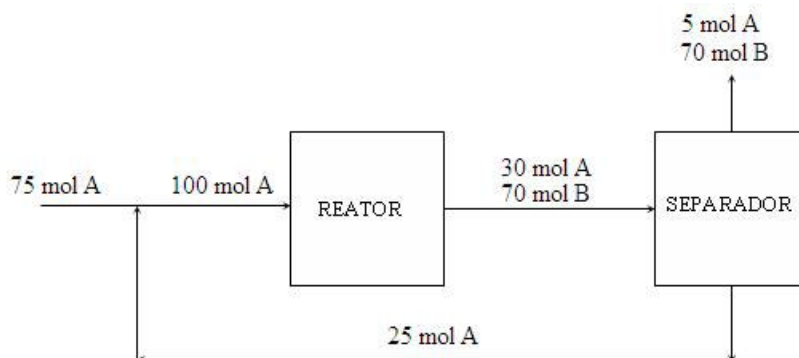 5 mol A
70 mol B
75 mol A
100 mol A
REATOR
30 mol A
70 mol B
SEPARADOR
25 mol A